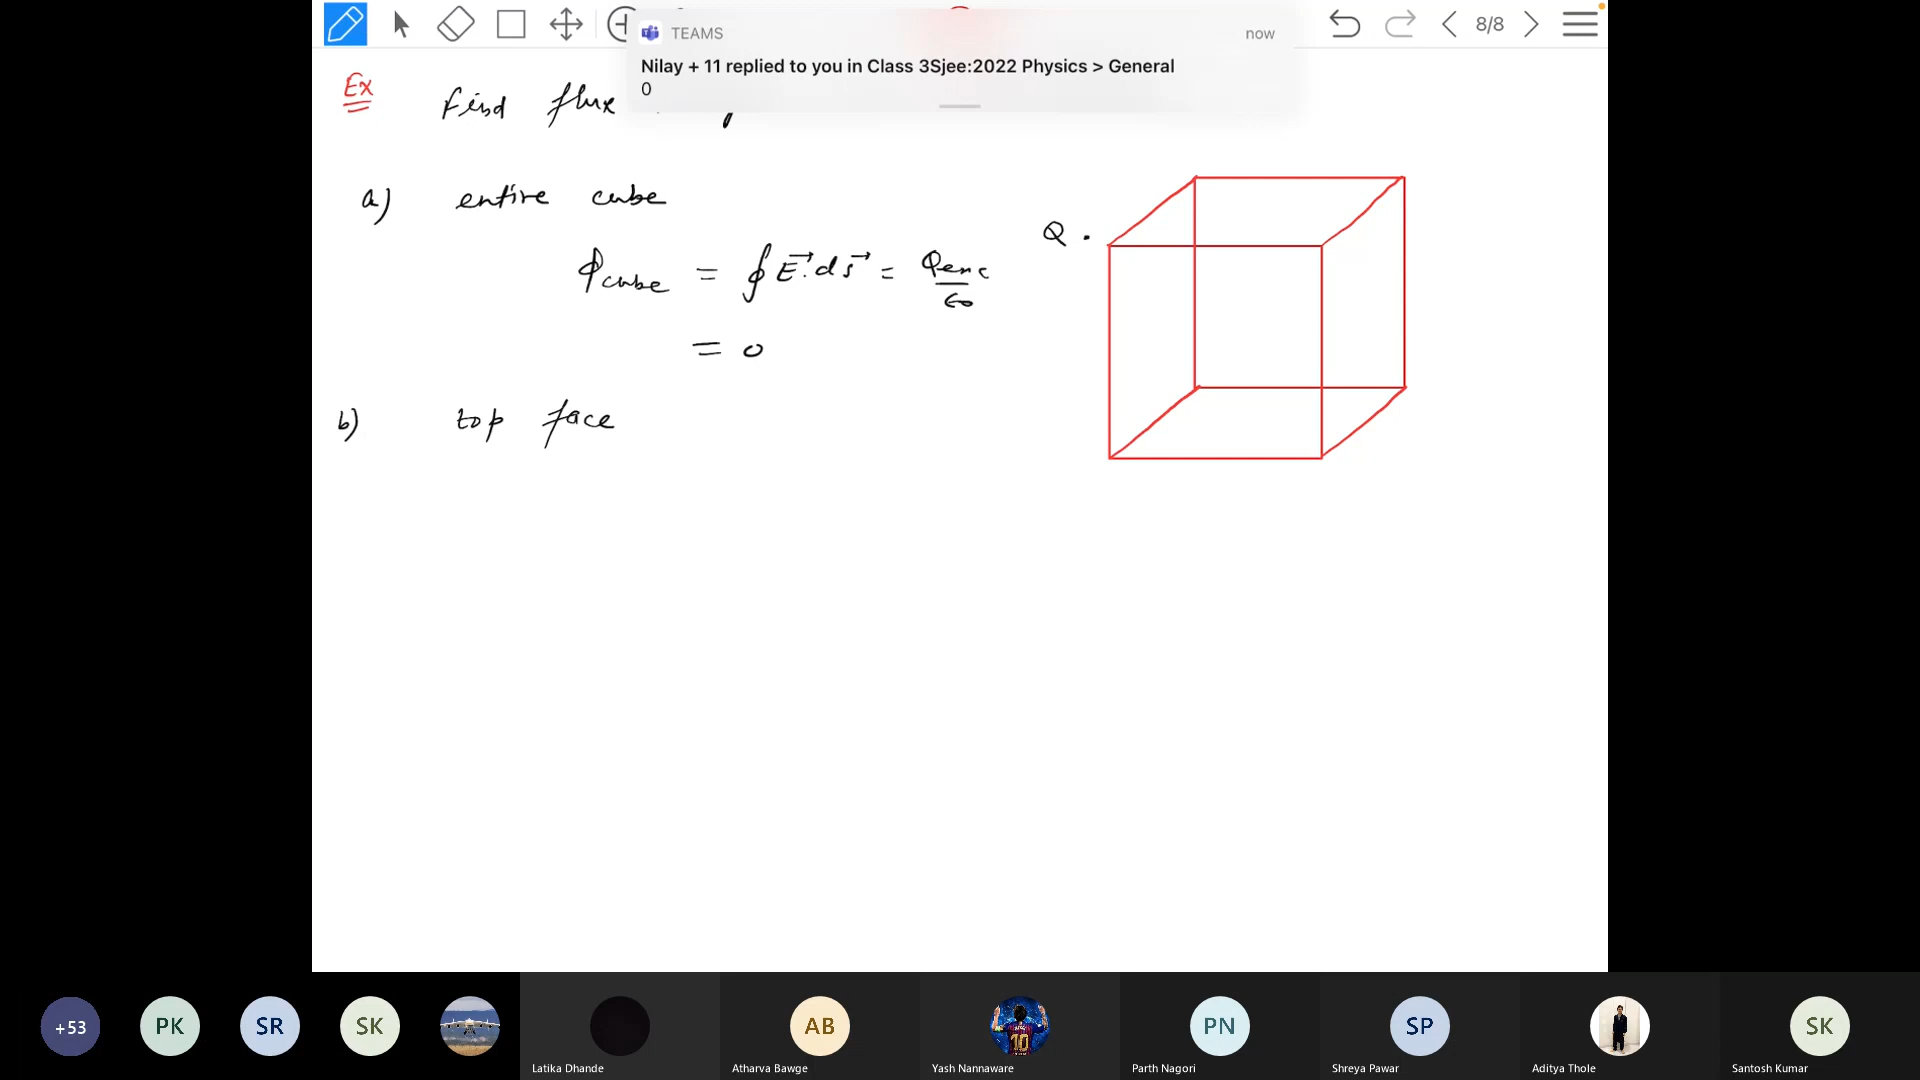 8/8
TEAMS
now
Nilay + 11 replied to you in Class 3Sjee:2022 Physics > General
0
Ex
Find flux
a) entire cube
Q .
Φcube = ∮ E⃗.ds⃗ = Qenc/ϵ0
= 0
b) top face
+53
PK
SR
SK
AB
10
PN
SP
SK
Latika Dhande
Atharva Bawge
Yash Nannaware
Parth Nagori
Shreya Pawar
Aditya Thole
Santosh Kumar